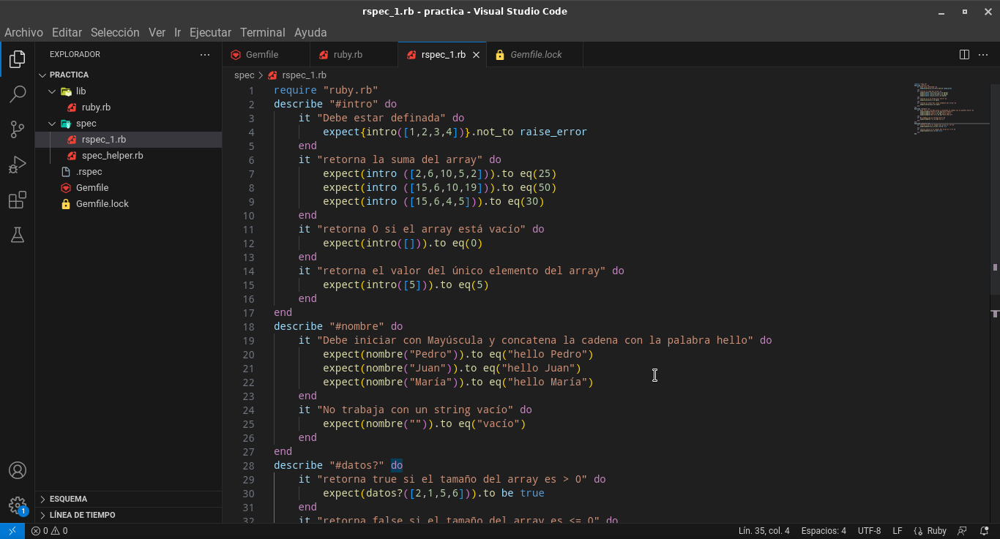 rspec_1.rb - practica - Visual Studio Code
Archivo Editar Selección Ver Ir Ejecutar Terminal Ayuda
EXPLORADOR
PRACTICA
lib
ruby.rb
spec
rspec_1.rb
spec_helper.rb
.rspec
Gemfile
Gemfile.lock
ESQUEMA
LÍNEA DE TIEMPO
1
Gemfile ruby.rb rspec_1.rb Gemfile.lock
spec rspec_1.rb
1 require "ruby.rb"
2 describe "#intro" do
3 it "Debe estar definada" do
4 expect{intro([1,2,3,4])}.not_to raise_error
5 end
6 it "retorna la suma del array" do
7 expect(intro ([2,6,10,5,2])).to eq(25)
8 expect(intro ([15,6,10,19])).to eq(50)
9 expect(intro ([15,6,4,5])).to eq(30)
10 end
11 it "retorna 0 si el array está vacío" do
12 expect(intro([])).to eq(0)
13 end
14 it "retorna el valor del único elemento del array" do
15 expect(intro([5])).to eq(5)
16 end
17 end
18 describe "#nombre" do
19 it "Debe iniciar con Mayúscula y concatena la cadena con la palabra hello" do
20 expect(nombre("Pedro")).to eq("hello Pedro")
21 expect(nombre("Juan")).to eq("hello Juan")
22 expect(nombre("María")).to eq("hello María")
23 end
24 it "No trabaja con un string vacío" do
25 expect(nombre("")).to eq("vacío")
26 end
27 end
28 describe "#datos?" do
29 it "retorna true si el tamaño del array es > 0" do
30 expect(datos?([2,1,5,6])).to be true
31 end
32 it "retorna false si el tamaño del array es <= 0" do
0 0 Lín. 35, col. 4 Espacios: 4 UTF-8 LF Ruby